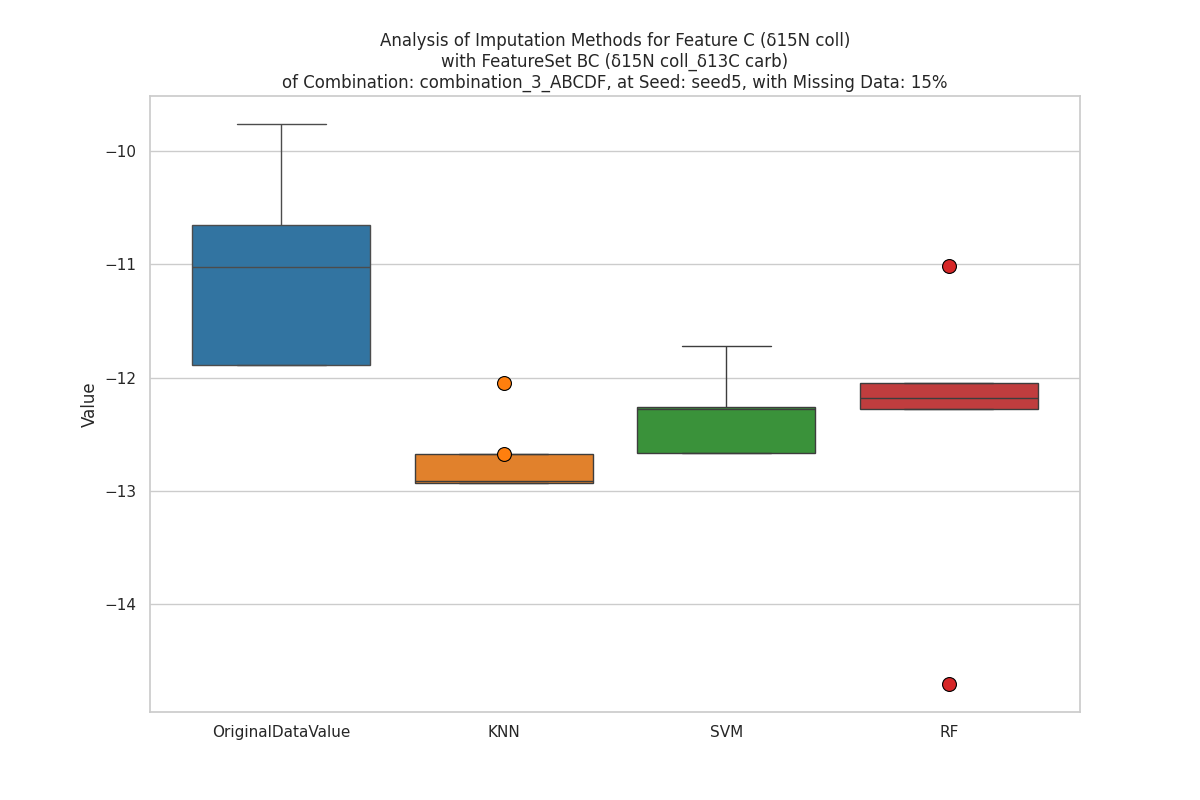 Analysis of Imputation Methods for Feature C (δ15N coll)
with FeatureSet BC (δ15N coll_δ13C carb)
of Combination: combination_3_ABCDF, at Seed: seed5, with Missing Data: 15%
Value
−10
−11
−12
−13
−14
OriginalDataValue
KNN
SVM
RF